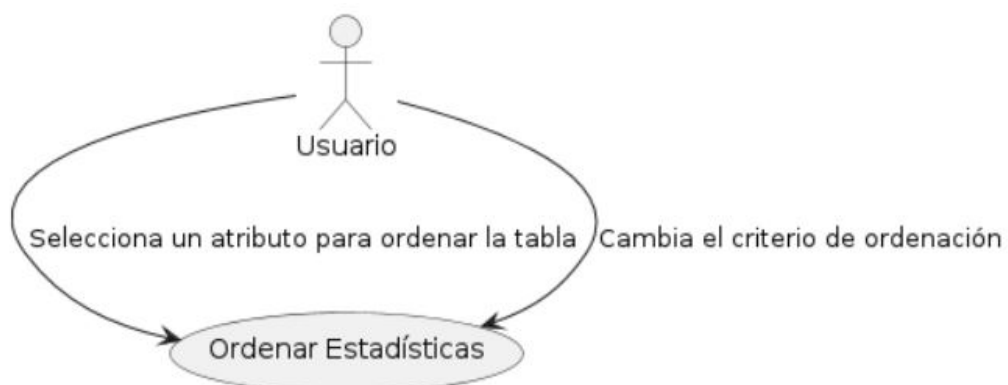 Usuario
Selecciona un atributo para ordenar la tabla
Cambia el criterio de ordenación
Ordenar Estadísticas